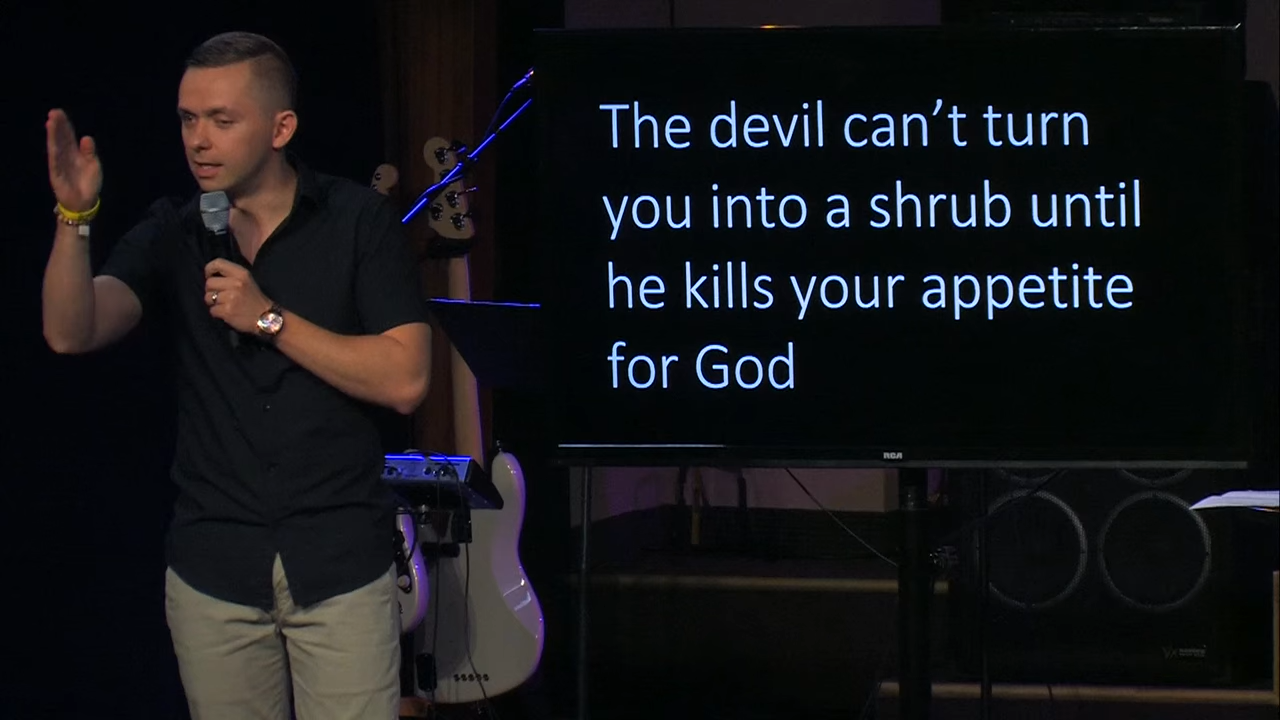 The devil can’t turn
you into a shrub until
he kills your appetite
for God
RCA